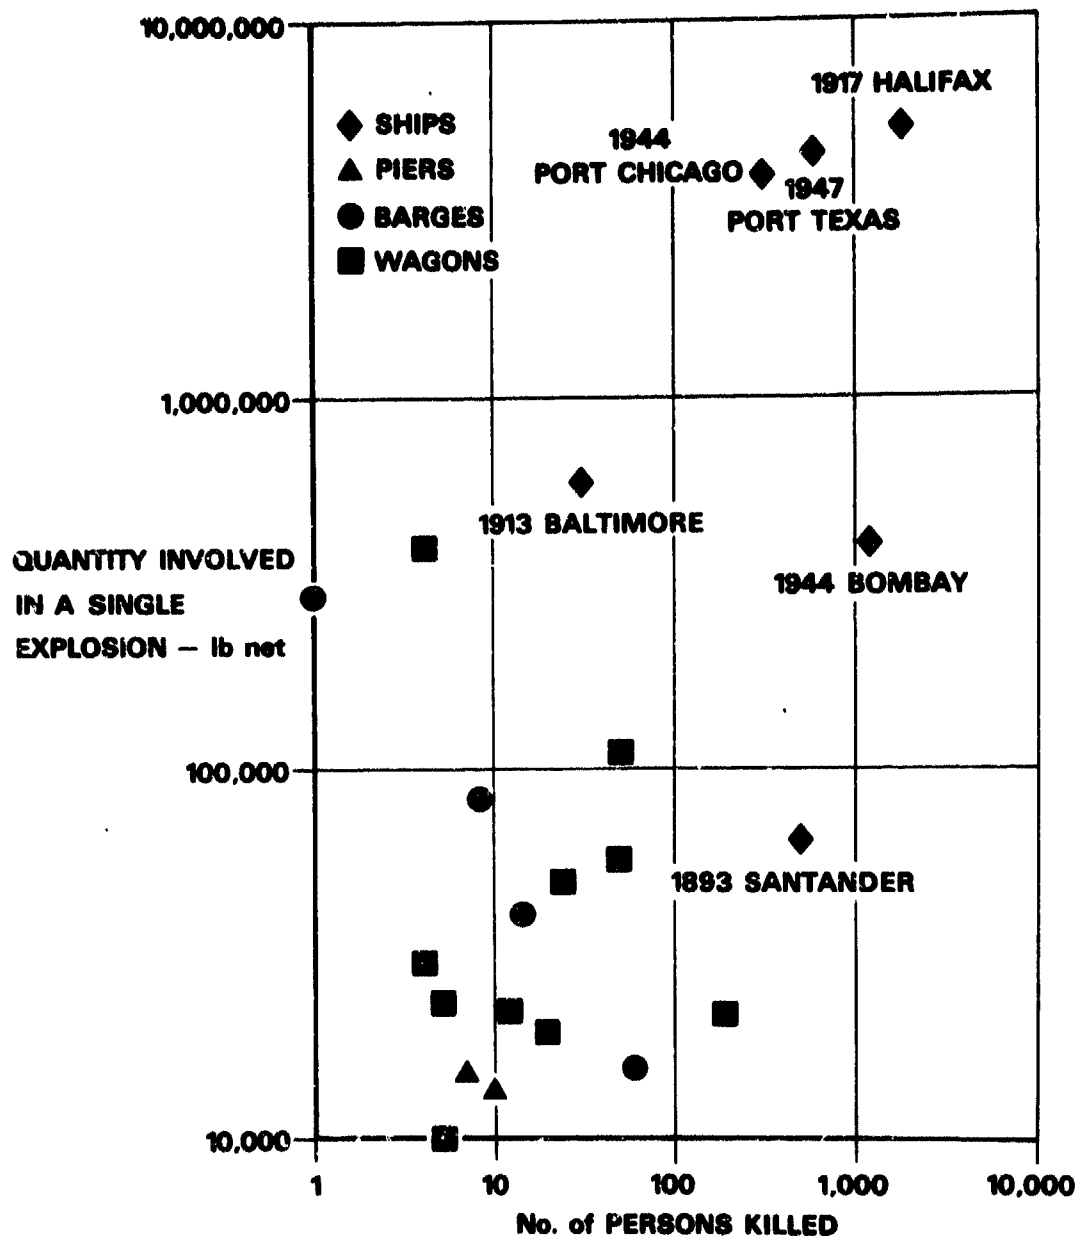 10,000,000
1917 HALIFAX
SHIPS
1944
PORT CHICAGO
PIERS
1947
PORT TEXAS
BARGES
WAGONS
1,000,000
1913 BALTIMORE
QUANTITY INVOLVED
IN A SINGLE
EXPLOSION — lb net
1944 BOMBAY
100,000
1893 SANTANDER
10,000
1 10 100 1,000 10,000
No. of PERSONS KILLED